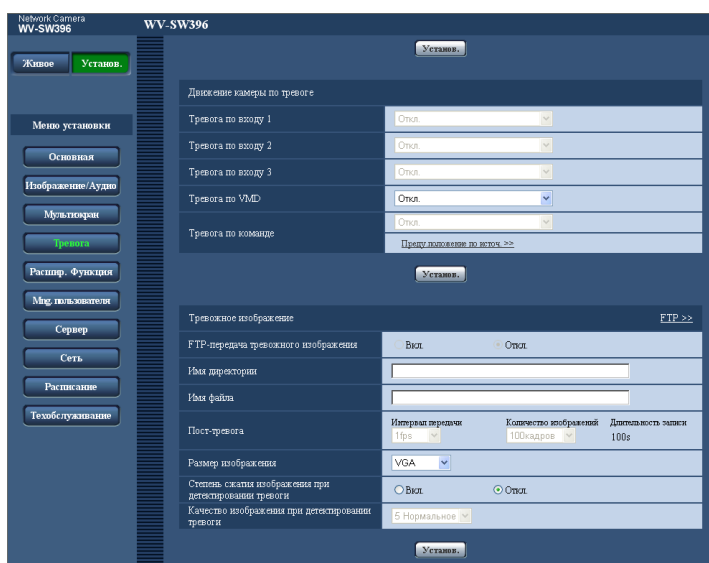 Network Camera
WV-SW396
WV-SW396
Установ.
Живое
Установ.
Движение камеры по тревоге
Меню установки
Тревога по входу 1
Откл.
Тревога по входу 2
Откл.
Основная
Тревога по входу 3
Откл.
Изображение/Аудио
Тревога по VMD
Откл.
Мультиэкран
Тревога по команде
Откл.
Преду положение по источ. >>
Тревога
Расшир. Функция
Установ.
Mng. пользователя
Тревожное изображение
FTP >>
Сервер
FTP-передача тревожного изображения
Вкл.
Откл.
Сеть
Имя директории
Расписание
Имя файла
Техобслуживание
Пост-тревога
Интервал передачи
Количество изображений
Длительность записи
1fps
100кадров
100s
Размер изображения
VGA
Степень сжатия изображения при
детектировании тревоги
Вкл.
Откл.
Качество изображения при детектировании
тревоги
5 Нормальное
Установ.